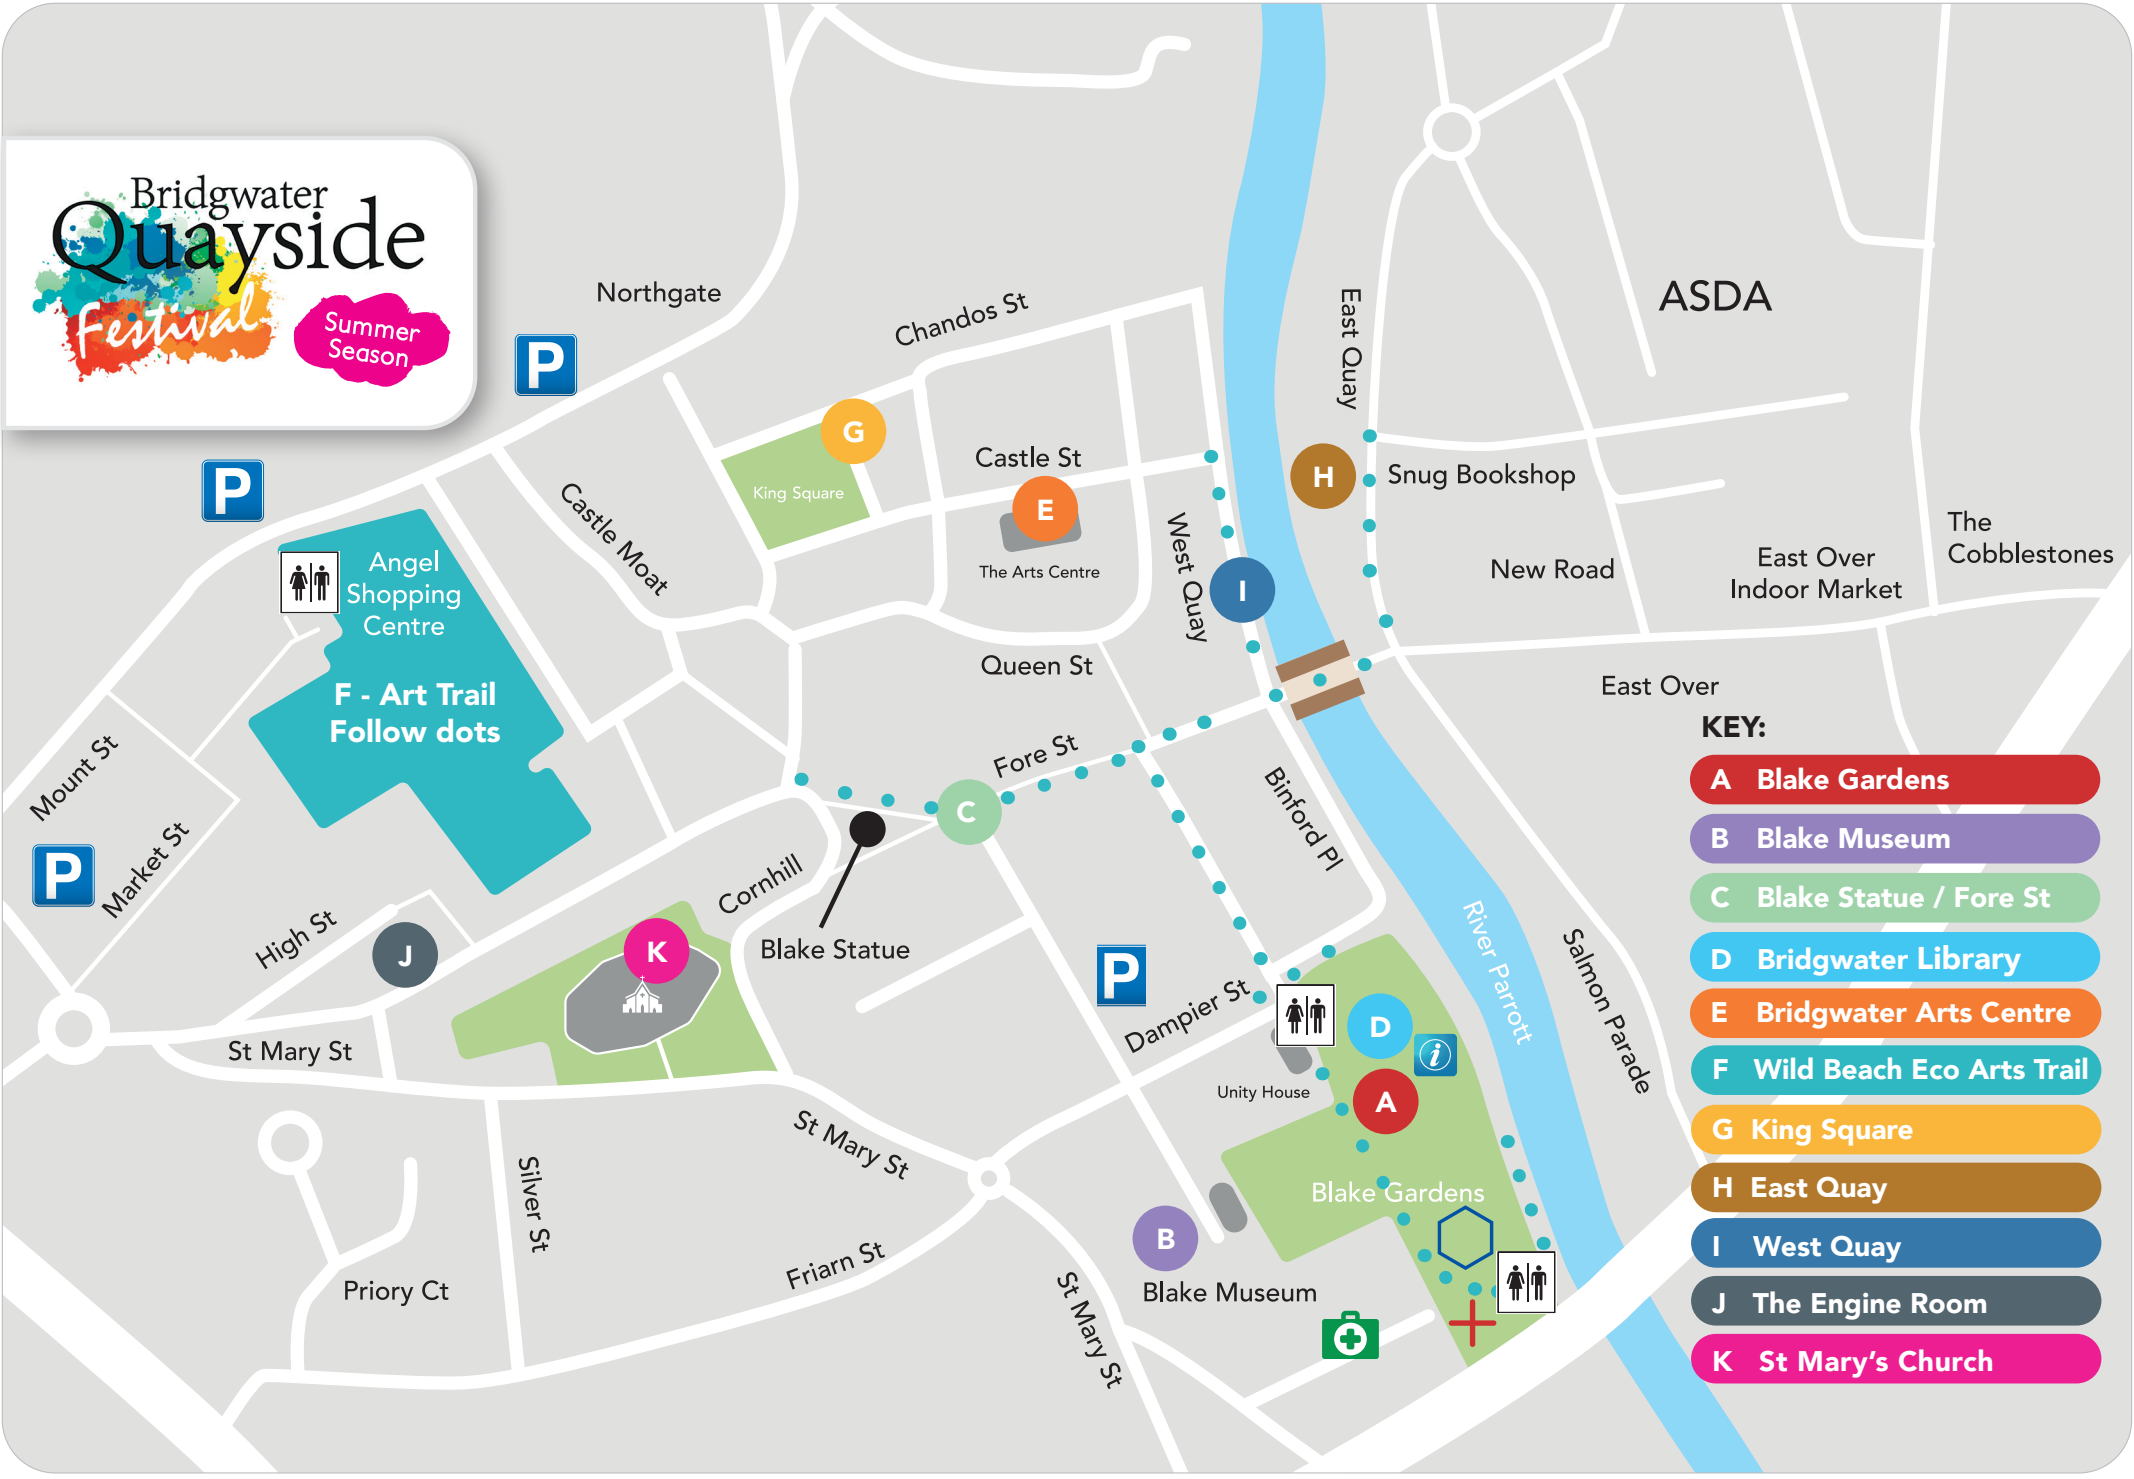 Bridgwater
Quayside
Festival
Summer
Season
Northgate
P
P
P
P
Chandos St
East Quay
ASDA
G
King Square
Castle St
E
The Arts Centre
Castle Moat
West Quay
H
Snug Bookshop
I
New Road
East Over
Indoor Market
The
Cobblestones
Angel
Shopping
Centre
F - Art Trail
Follow dots
Queen St
East Over
Fore St
C
Mount St
Market St
Binford Pl
Cornhill
Blake Statue
High St
J
K
River Parrott
Salmon Parade
Dampier St
D
i
A
Unity House
St Mary St
St Mary St
Silver St
Blake Gardens
B
Blake Museum
Friarn St
Priory Ct
St Mary St
KEY:
A Blake Gardens
B Blake Museum
C Blake Statue / Fore St
D Bridgwater Library
E Bridgwater Arts Centre
F Wild Beach Eco Arts Trail
G King Square
H East Quay
I West Quay
J The Engine Room
K St Mary's Church